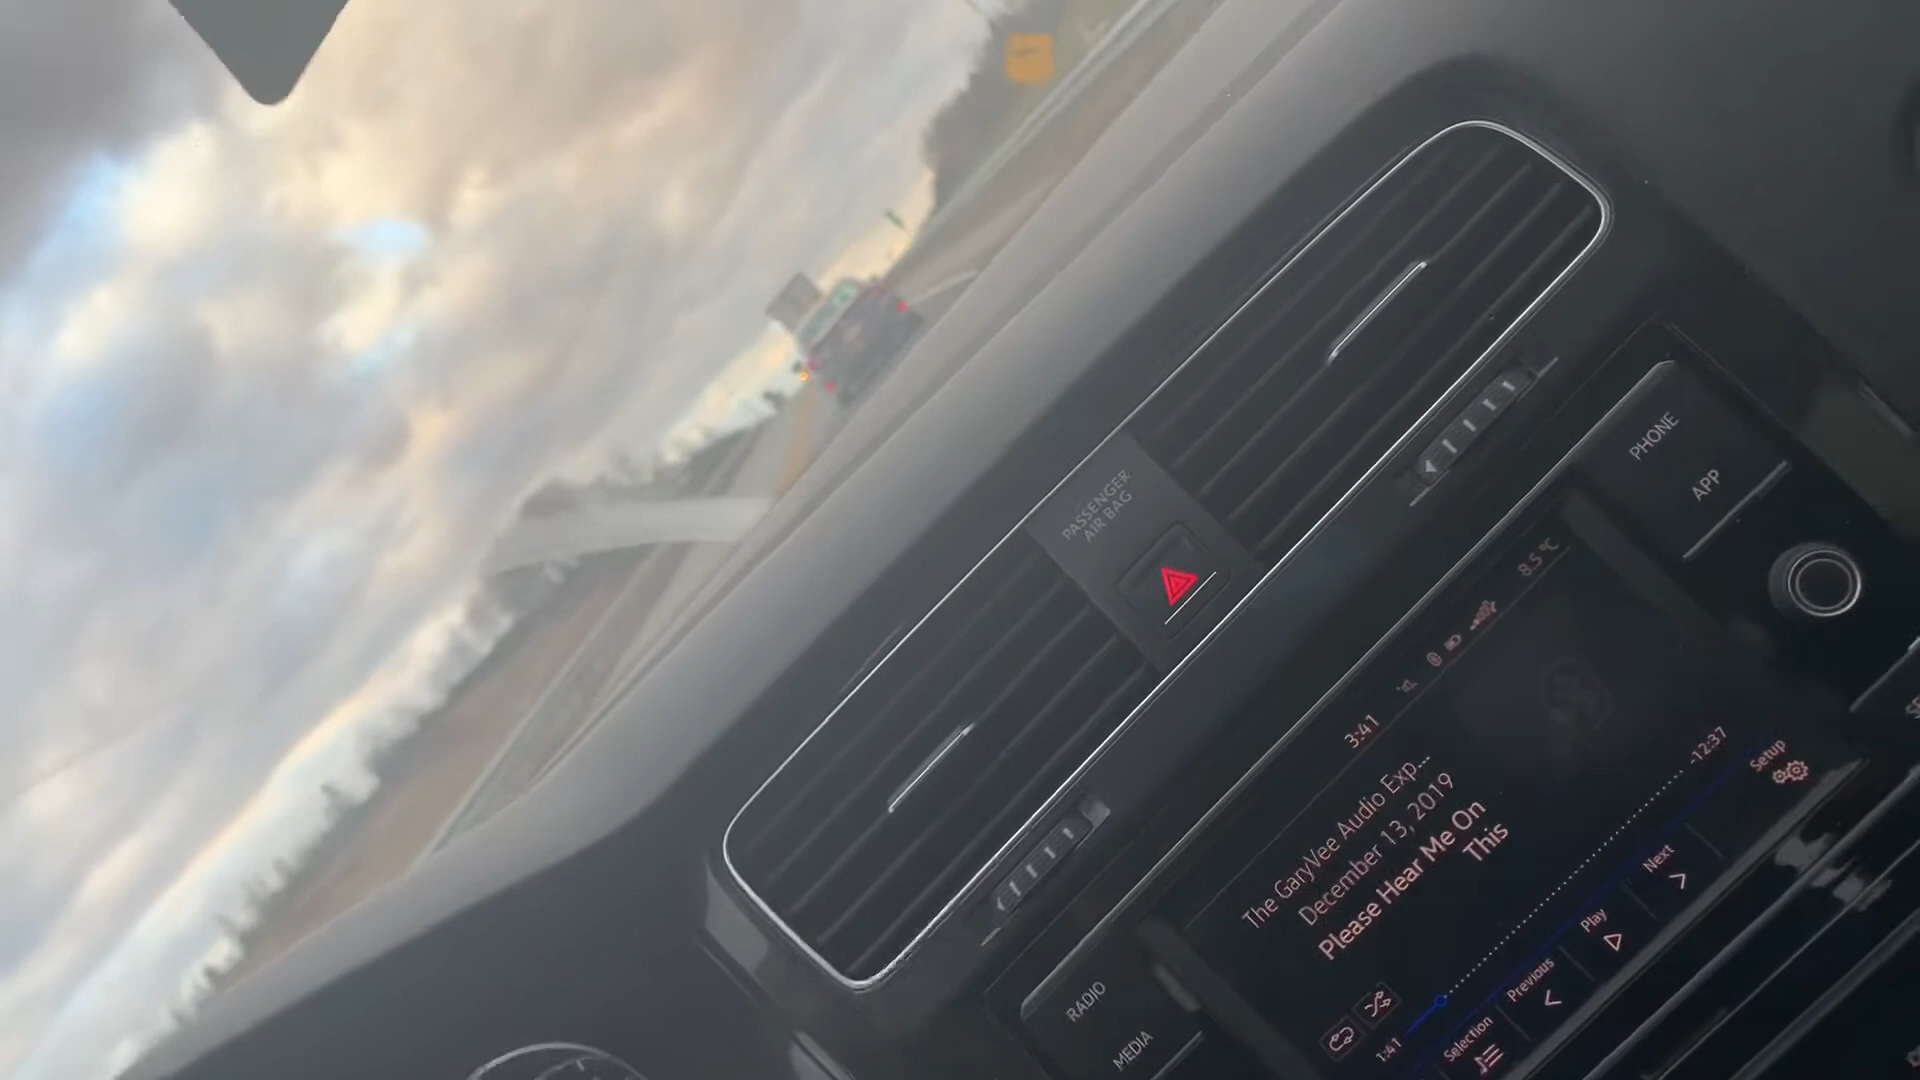 PASSENGER
AIR BAG
PHONE
APP
8.5 °C
3:41
The GaryVee Audio Exp...
December 13, 2019
Please Hear Me On
This
1:41
-12:37
Selection
Previous
Play
Next
Setup
RADIO
MEDIA